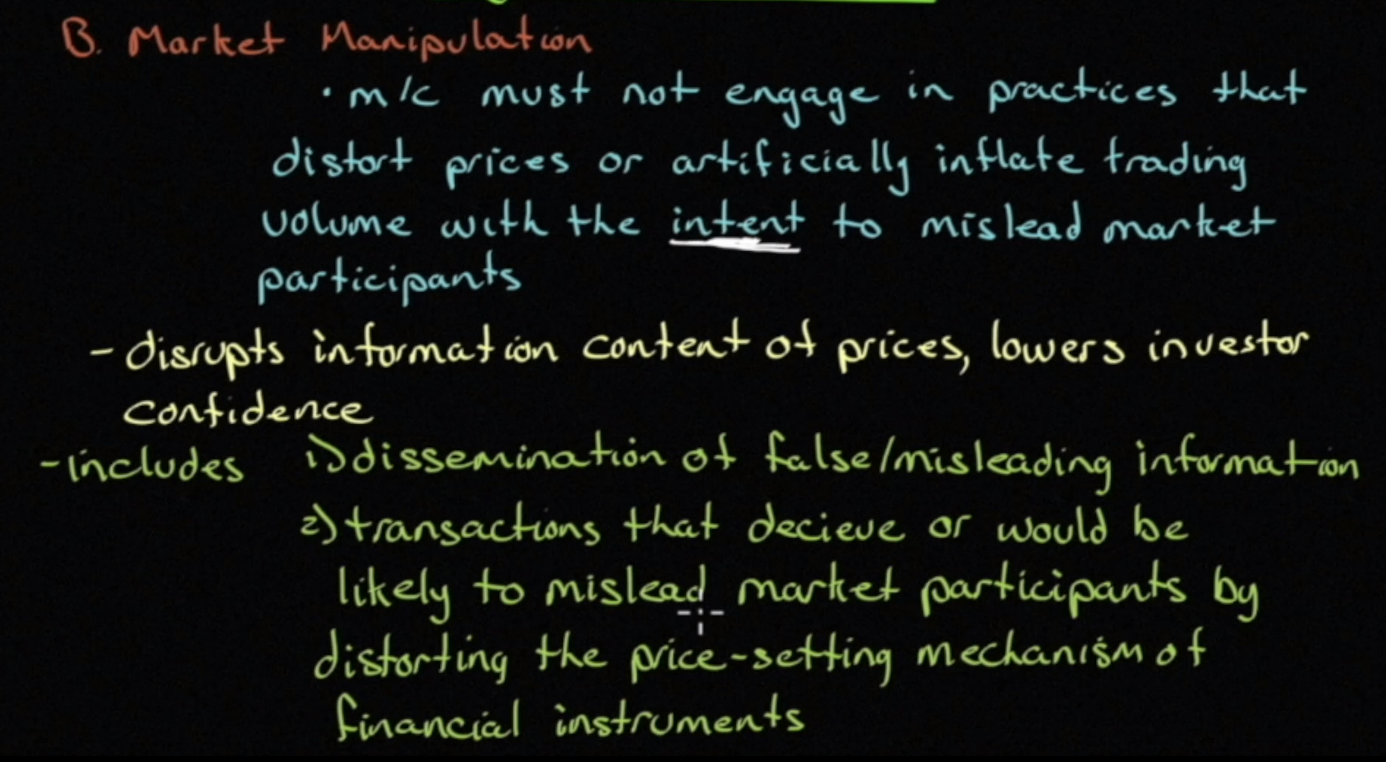 B. Market Manipulation
· m/c must not engage in practices that
distort prices or artificially inflate trading
volume with the intent to mislead market
participants
- disrupts information content of prices, lowers investor
confidence
- includes 1) dissemination of false/misleading information
2) transactions that decieve or would be
likely to mislead market participants by
distorting the price-setting mechanism of
financial instruments